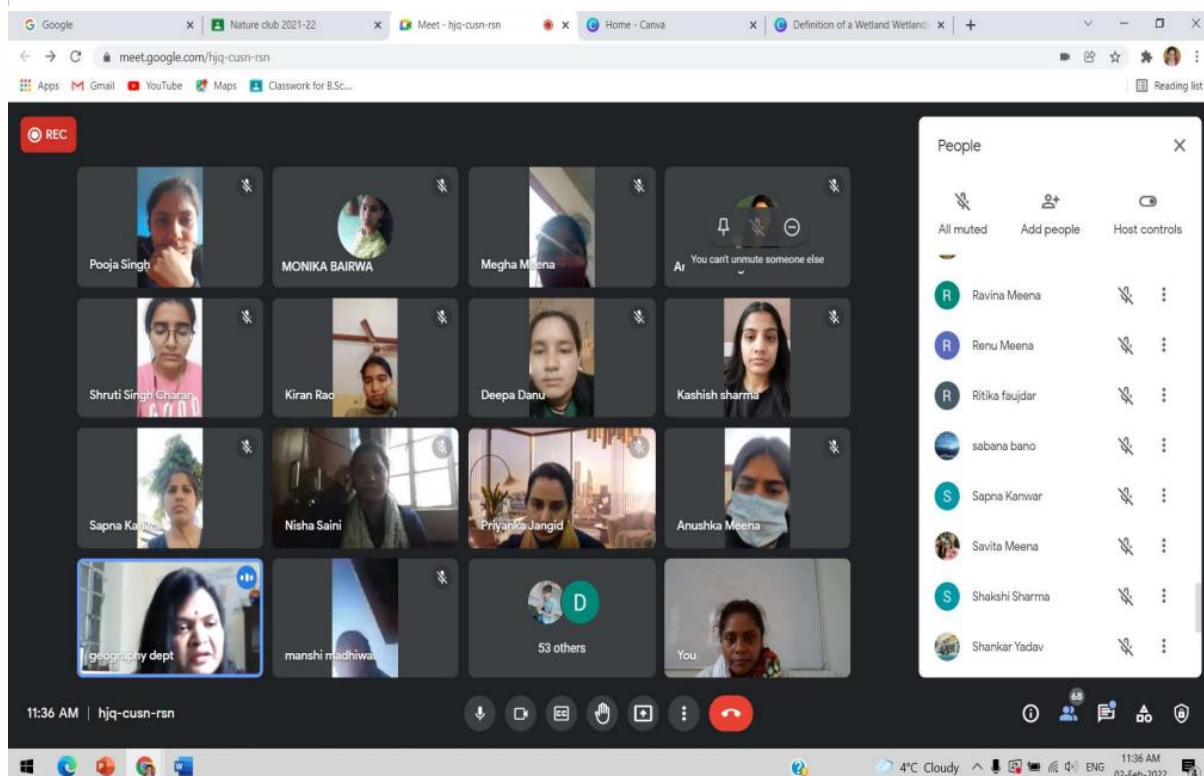 Google
Nature club 2021-22
Meet - hjq-cusn-rsn
Home - Canva
Definition of a Wetland Wetlands
meet.google.com/hjq-cusn-rsn
Apps
Gmail
YouTube
Maps
Classwork for B.Sc....
Reading list
REC
Pooja Singh
MONIKA BAIRWA
Megha Meena
You can't unmute someone else
Shruti Singh Charan
Kiran Rao
Deepa Danu
Kashish sharma
Sapna Kanwar
Nisha Saini
Priyanka Jangid
Anushka Meena
geography dept
manshi madhiwal
D
53 others
You
People
All muted
Add people
Host controls
R Ravina Meena
R Renu Meena
R Ritika faujdar
sabana bano
S Sapna Kanwar
Savita Meena
S Shakshi Sharma
Shankar Yadav
11:36 AM | hjq-cusn-rsn
68
4°C Cloudy
ENG
11:36 AM
02-Feb-2022